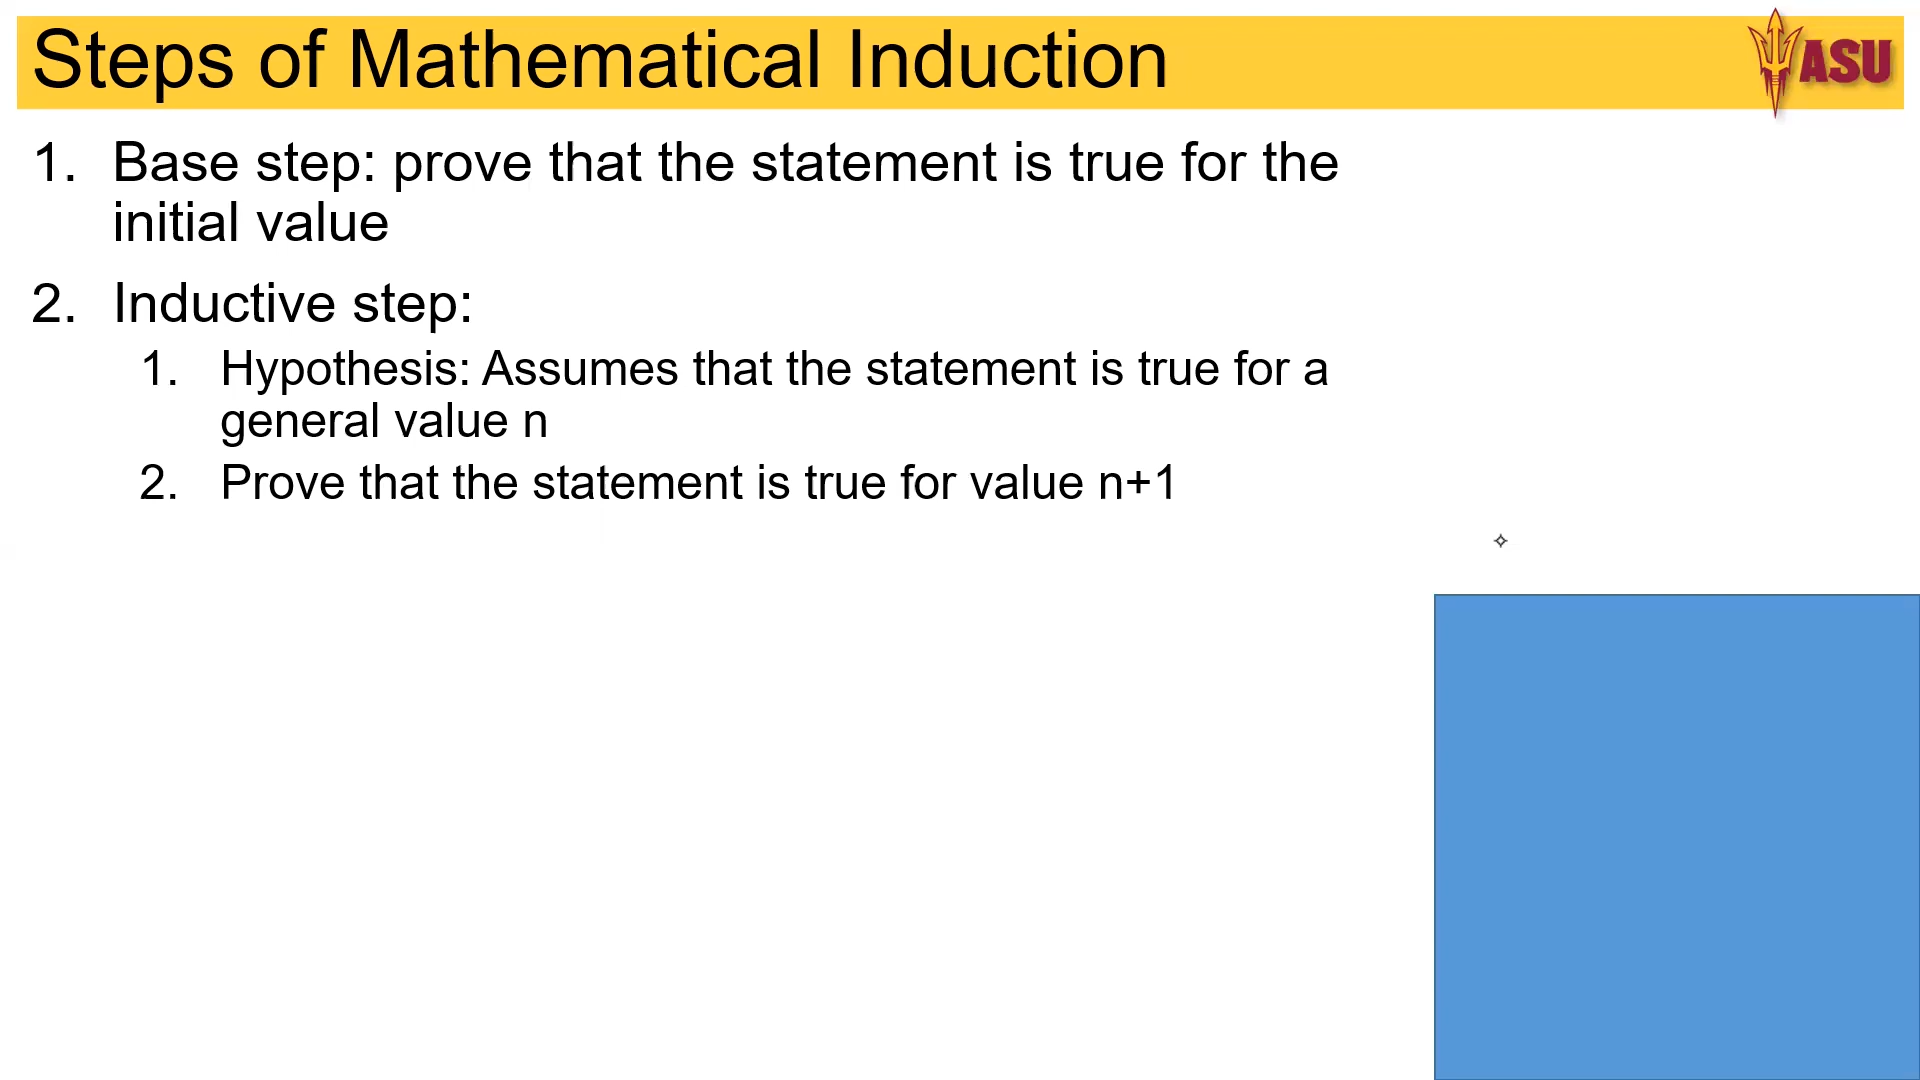 Steps of Mathematical Induction
ASU
1. Base step: prove that the statement is true for the
initial value
2. Inductive step:
1. Hypothesis: Assumes that the statement is true for a
general value n
2. Prove that the statement is true for value n+1